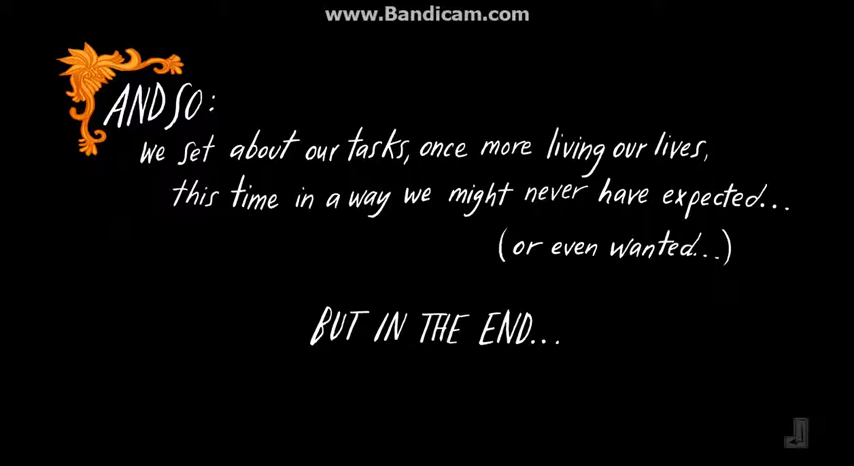 www.Bandicam.com
AND SO:
we set about our tasks, once more living our lives,
this time in a way we might never have expected...
(or even wanted...)
BUT IN THE END...